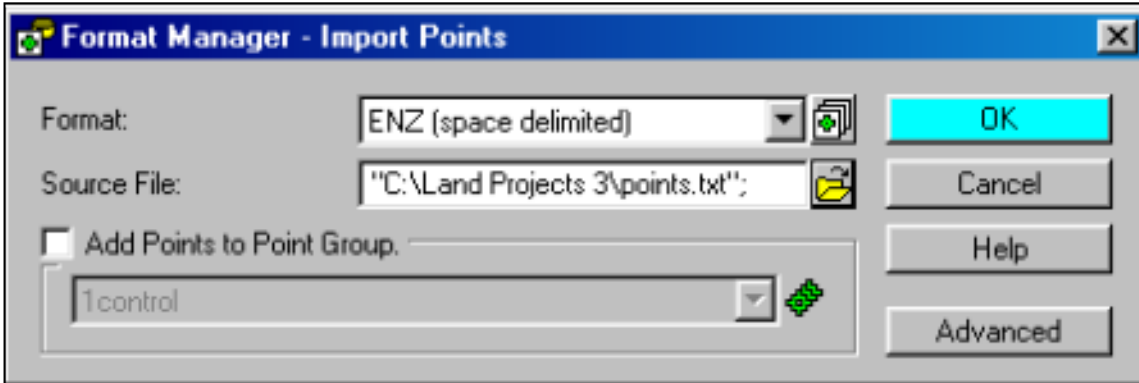 Format Manager - Import Points
Format:
ENZ (space delimited)
OK
Source File:
"C:\Land Projects 3\points.txt";
Cancel
Add Points to Point Group.
Help
1control
Advanced